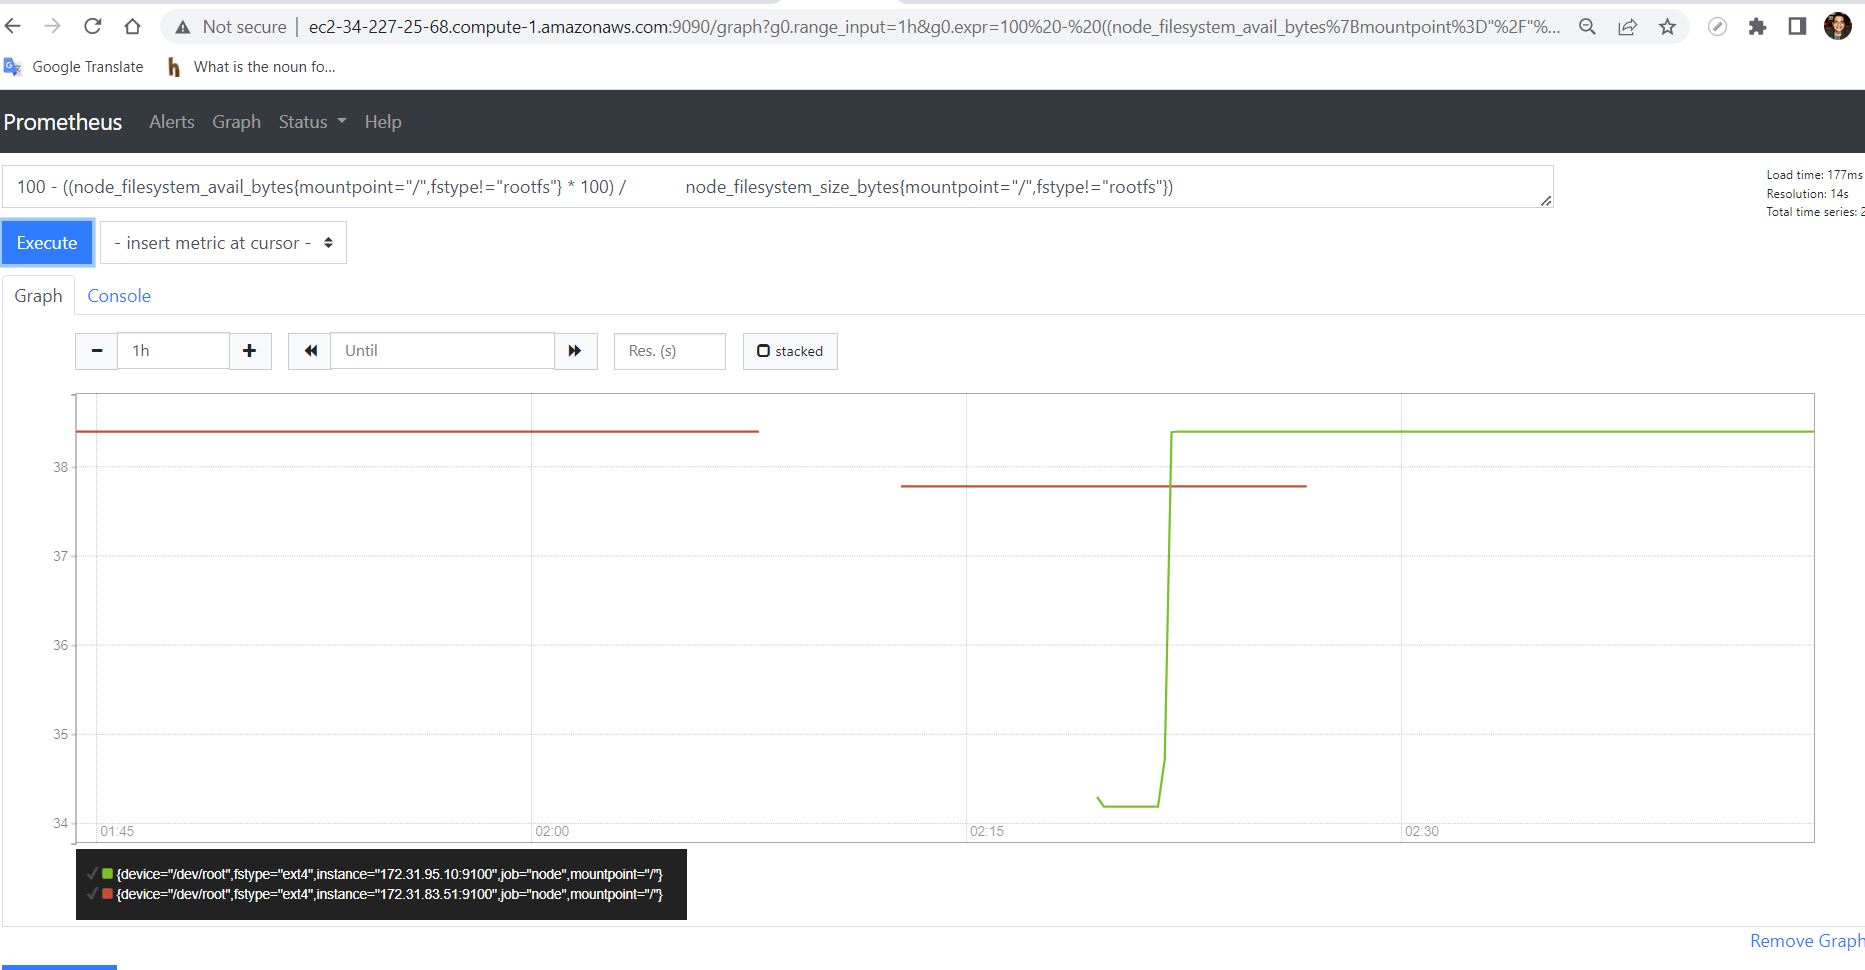 Not secure | ec2-34-227-25-68.compute-1.amazonaws.com:9090/graph?g0.range_input=1h&g0.expr=100%20-%20((node_filesystem_avail_bytes%7Bmountpoint%3D"%2F"%...
Google Translate What is the noun fo...
Prometheus Alerts Graph Status Help
100 - ((node_filesystem_avail_bytes{mountpoint="/",fstype!="rootfs"} * 100) / node_filesystem_size_bytes{mountpoint="/",fstype!="rootfs"})
Load time: 177ms
Resolution: 14s
Total time series: 2
Execute - insert metric at cursor -
Graph Console
- 1h + Until Res. (s) stacked
38
37
36
35
34
01:45 02:00 02:15 02:30
{device="/dev/root",fstype="ext4",instance="172.31.95.10:9100",job="node",mountpoint="/"}
{device="/dev/root",fstype="ext4",instance="172.31.83.51:9100",job="node",mountpoint="/"}
Remove Graph